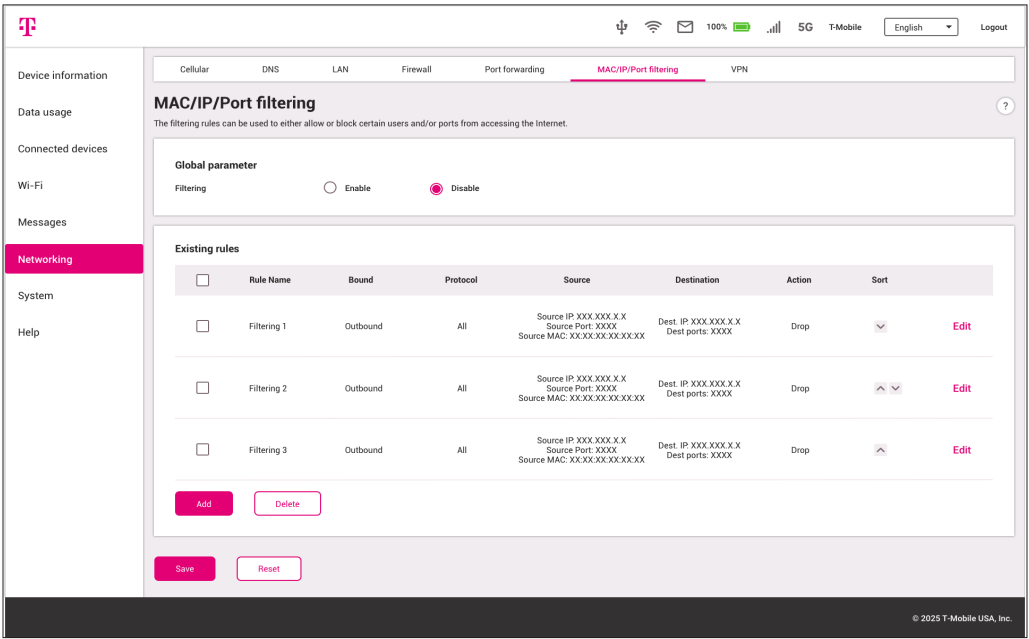 T
100%
5G
T-Mobile
English
Logout
Device information
Data usage
Connected devices
Wi-Fi
Messages
Networking
System
Help
Cellular DNS LAN Firewall Port forwarding MAC/IP/Port filtering VPN
MAC/IP/Port filtering
?
The filtering rules can be used to either allow or block certain users and/or ports from accessing the Internet.
Global parameter
Filtering Enable Disable
Existing rules
Rule Name Bound Protocol Source Destination Action Sort
Filtering 1 Outbound All
Source IP: XXX.XXX.X.X
Source Port: XXXX
Source MAC: XX:XX:XX:XX:XX:XX
Dest. IP: XXX.XXX.X.X
Dest ports: XXXX
Drop
Edit
Filtering 2 Outbound All
Source IP: XXX.XXX.X.X
Source Port: XXXX
Source MAC: XX:XX:XX:XX:XX:XX
Dest. IP: XXX.XXX.X.X
Dest ports: XXXX
Drop
Edit
Filtering 3 Outbound All
Source IP: XXX.XXX.X.X
Source Port: XXXX
Source MAC: XX:XX:XX:XX:XX:XX
Dest. IP: XXX.XXX.X.X
Dest ports: XXXX
Drop
Edit
Add Delete
Save Reset
© 2025 T-Mobile USA, Inc.